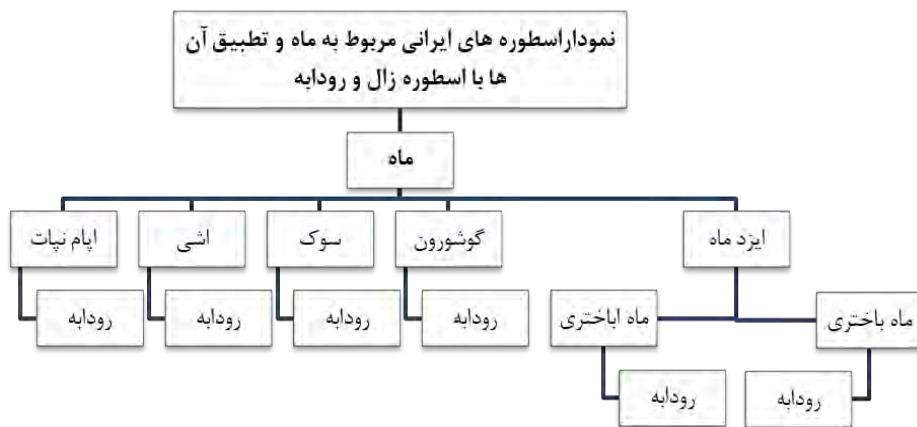 نموداراسطوره های ایرانی مربوط به ماه و تطبیق آن
ها با اسطوره زال و رودابه
ماه
ایزد ماه
گوشورون
سوک
اشی
اپام نپات
ماه باختری
ماه اباختری
رودابه
رودابه
رودابه
رودابه
رودابه
رودابه